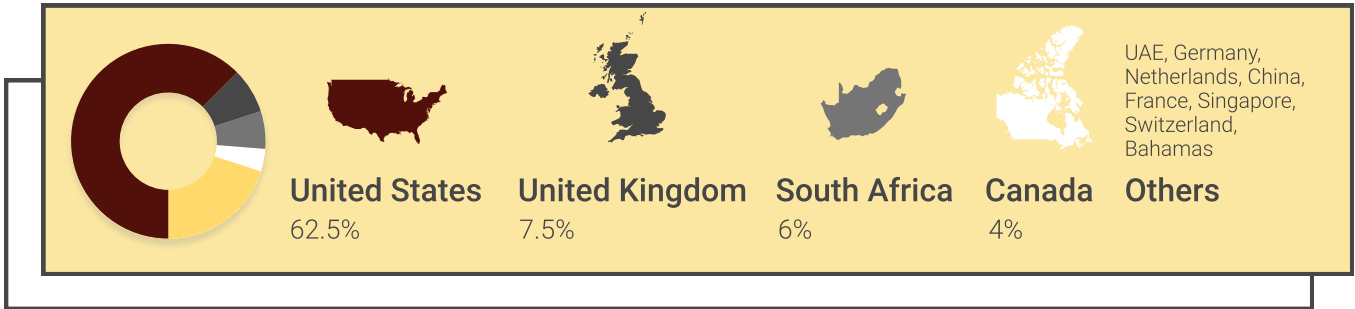 United States
62.5%
United Kingdom
7.5%
South Africa
6%
Canada
4%
UAE, Germany,
Netherlands, China,
France, Singapore,
Switzerland,
Bahamas
Others